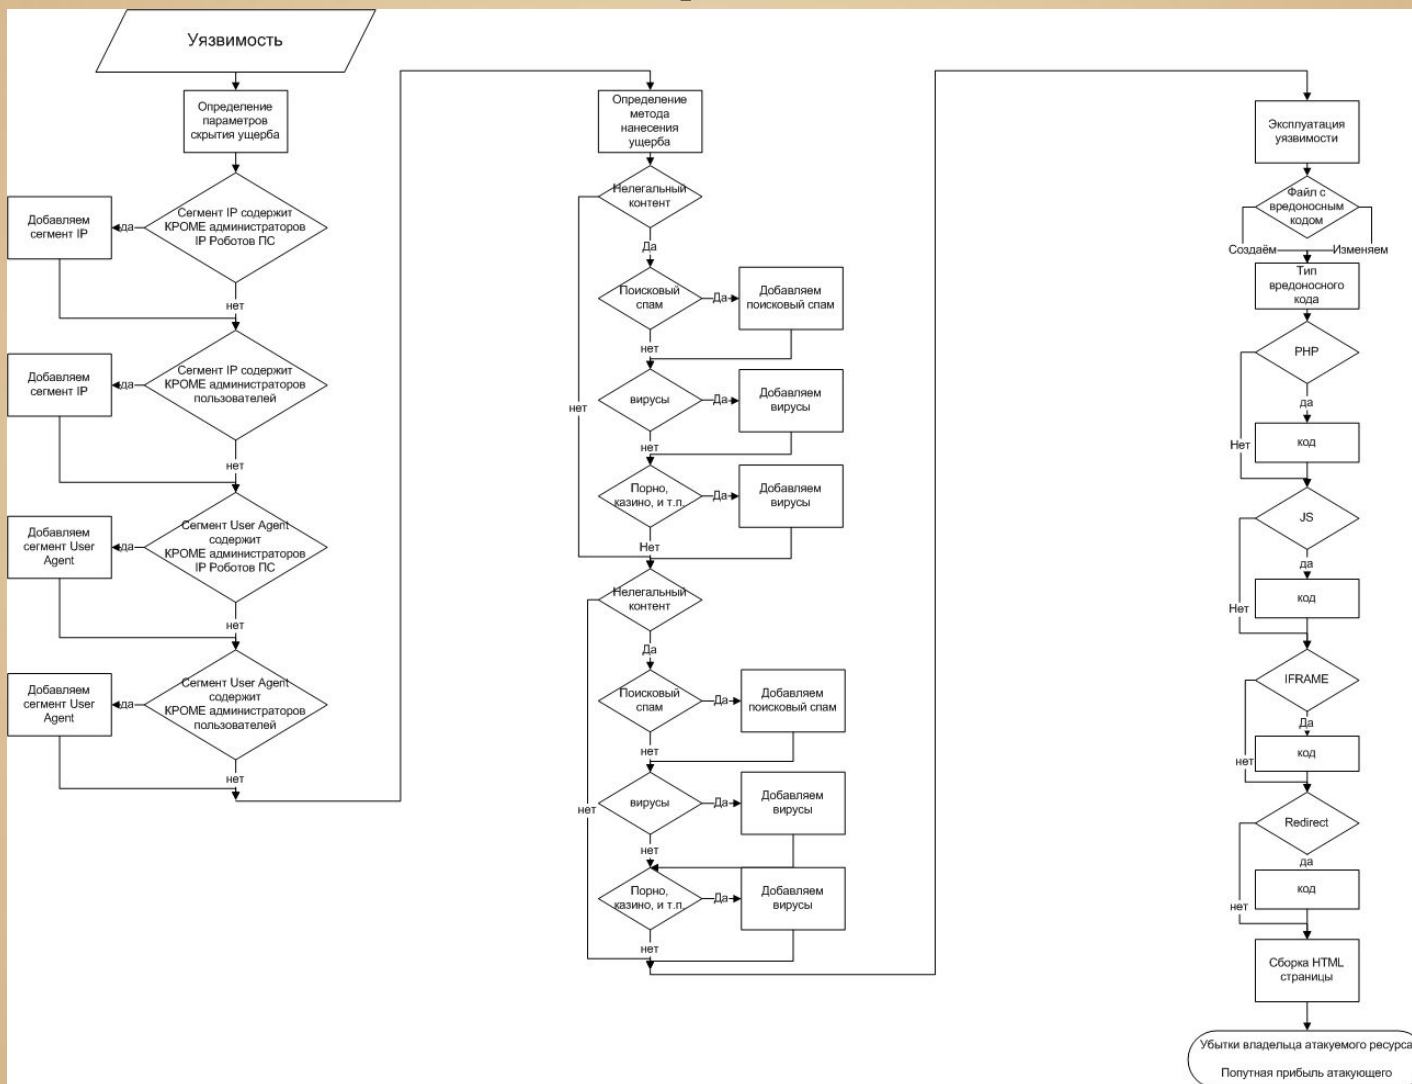 Уязвимость
Определение
параметров
скрытия ущерба
Сегмент IP содержит
КРОМЕ администраторов
IP Роботов ПС
да
Добавляем
сегмент IP
нет
Сегмент IP содержит
КРОМЕ администраторов
пользователей
да
Добавляем
сегмент IP
нет
Сегмент User Agent
содержит
КРОМЕ администраторов
IP Роботов ПС
да
Добавляем
сегмент User
Agent
нет
Сегмент User Agent
содержит
КРОМЕ администраторов
пользователей
да
Добавляем
сегмент User
Agent
нет
Определение
метода
нанесения
ущерба
Нелегальный
контент
Да
нет
Поисковый
спам
Да
Добавляем
поисковый спам
нет
вирусы
Да
Добавляем
вирусы
нет
Порно,
казино, и т.п.
Да
Добавляем
вирусы
Нет
Нелегальный
контент
Да
нет
Поисковый
спам
Да
Добавляем
поисковый спам
нет
вирусы
Да
Добавляем
вирусы
нет
Порно,
казино, и т.п.
Да
Добавляем
вирусы
нет
Эксплуатация
уязвимости
Файл с
вредоносным
кодом
Создаём
Изменяем
Тип
вредоносного
кода
PHP
да
Нет
код
JS
да
Нет
код
IFRAME
Да
нет
код
Redirect
да
нет
код
Сборка HTML
страницы
Убытки владельца атакуемого ресурса
Попутная прибыль атакующего